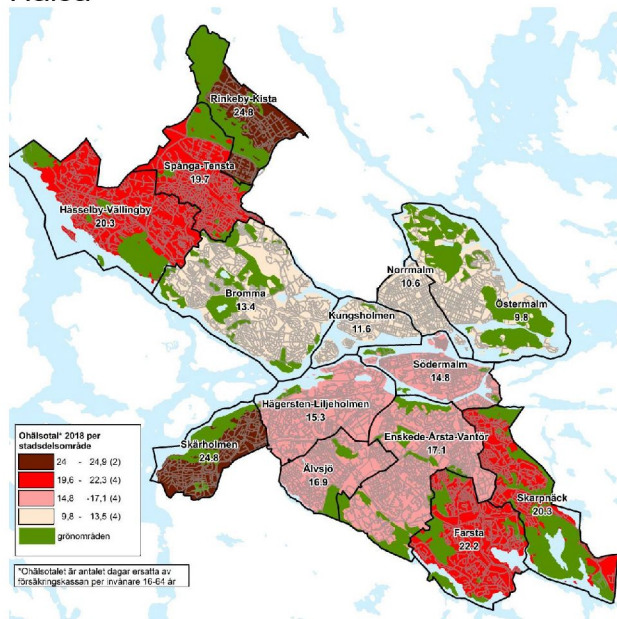 Rinkeby-Kista
24.8
Spånga-Tensta
19.7
Hässelby-Vällingby
20.3
Bromma
13.4
Norrmalm
10.6
Östermalm
9.8
Kungsholmen
11.6
Södermalm
14.8
Hägersten-Liljeholmen
15.3
Enskede-Årsta-Vantör
17.1
Skärholmen
24.8
Älvsjö
16.9
Skarpnäck
20.3
Farsta
22.2
Ohälsotal* 2018 per
stadsdelsområde
24 - 24,9 (2)
19,6 - 22,3 (4)
14,8 -17,1 (4)
9,8 - 13,5 (4)
grönområden
*Ohälsotalet är antalet dagar ersatta av
försäkringskassan per invånare 16-64 år